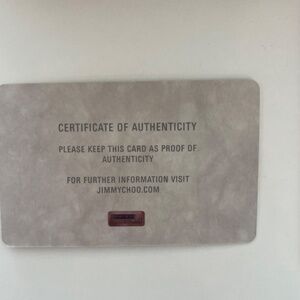 CERTIFICATE OF AUTHENTICITY
PLEASE KEEP THIS CARD AS PROOF OF
AUTHENTICITY
FOR FURTHER INFORMATION VISIT
JIMMYCHOO.COM